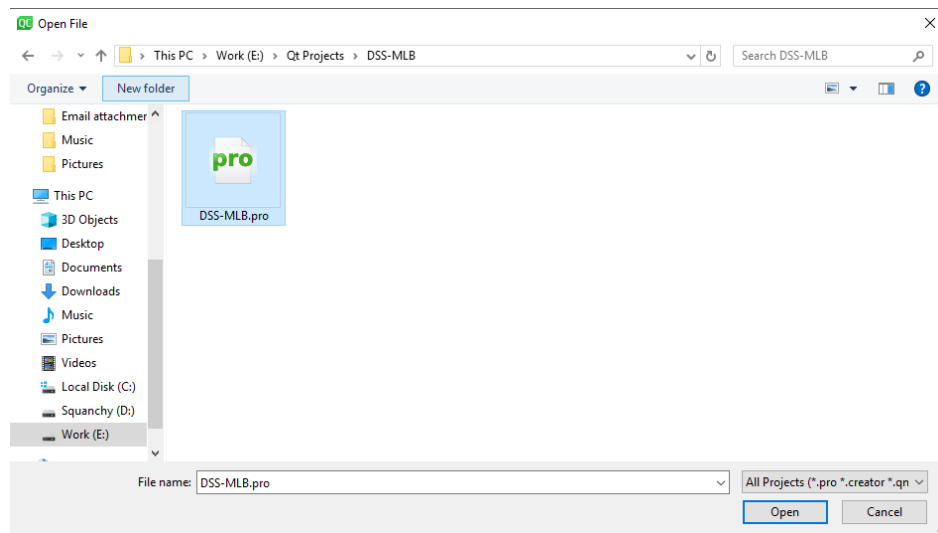 QC Open File
This PC > Work (E:) > Qt Projects > DSS-MLB
Search DSS-MLB
Organize
New folder
Email attachmer
Music
Pictures
This PC
3D Objects
Desktop
Documents
Downloads
Music
Pictures
Videos
Local Disk (C:)
Squanchy (D:)
Work (E:)
pro
DSS-MLB.pro
File name: DSS-MLB.pro
All Projects (*.pro *.creator *.qn
Open
Cancel